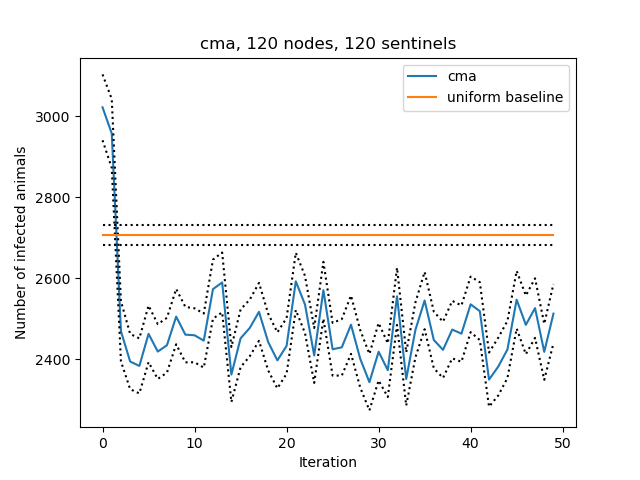 cma, 120 nodes, 120 sentinels
cma
uniform baseline
3000
2800
2600
2400
Number of infected animals
0
10
20
30
40
50
Iteration